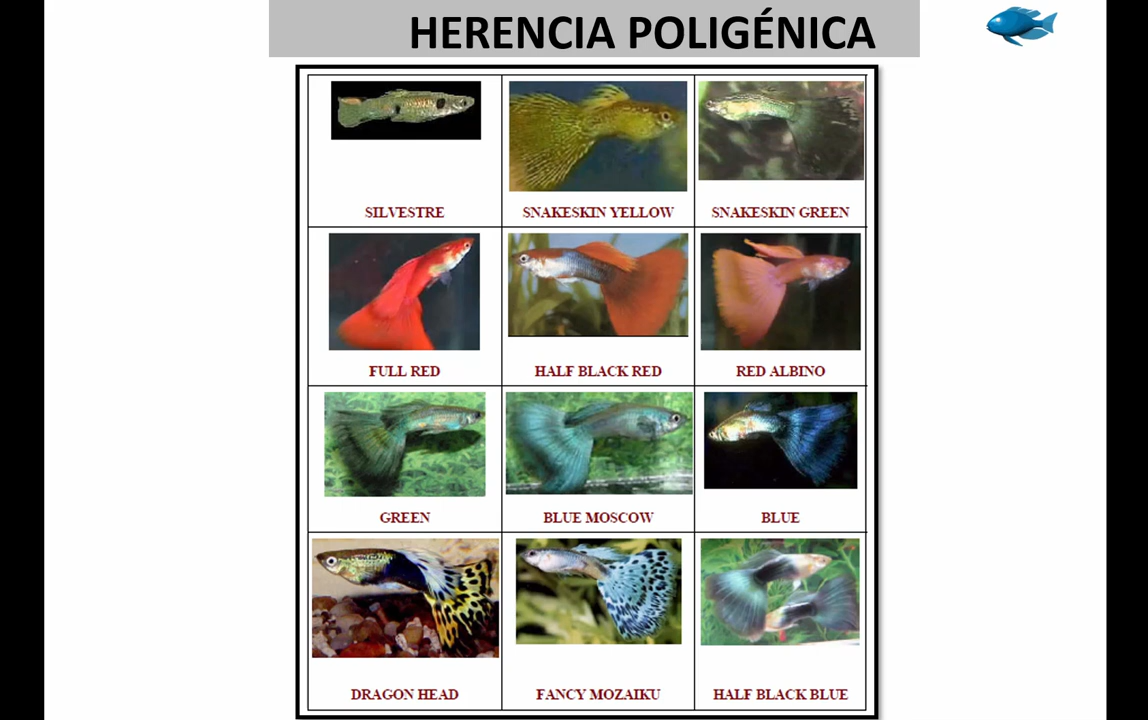 HERENCIA POLIGÉNICA
SILVESTRE
SNAKESKIN YELLOW
SNAKESKIN GREEN
FULL RED
HALF BLACK RED
RED ALBINO
GREEN
BLUE MOSCOW
BLUE
DRAGON HEAD
FANCY MOZAIKU
HALF BLACK BLUE